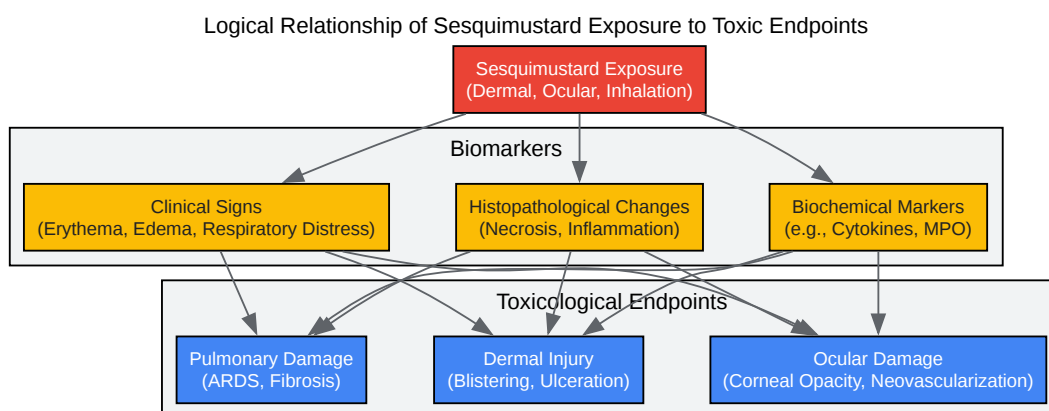 Logical Relationship of Sesquimustard Exposure to Toxic Endpoints
Sesquimustard Exposure
(Dermal, Ocular, Inhalation)
Biomarkers
Clinical Signs
(Erythema, Edema, Respiratory Distress)
Histopathological Changes
(Necrosis, Inflammation)
Biochemical Markers
(e.g., Cytokines, MPO)
Toxicological Endpoints
Pulmonary Damage
(ARDS, Fibrosis)
Dermal Injury
(Blistering, Ulceration)
Ocular Damage
(Corneal Opacity, Neovascularization)